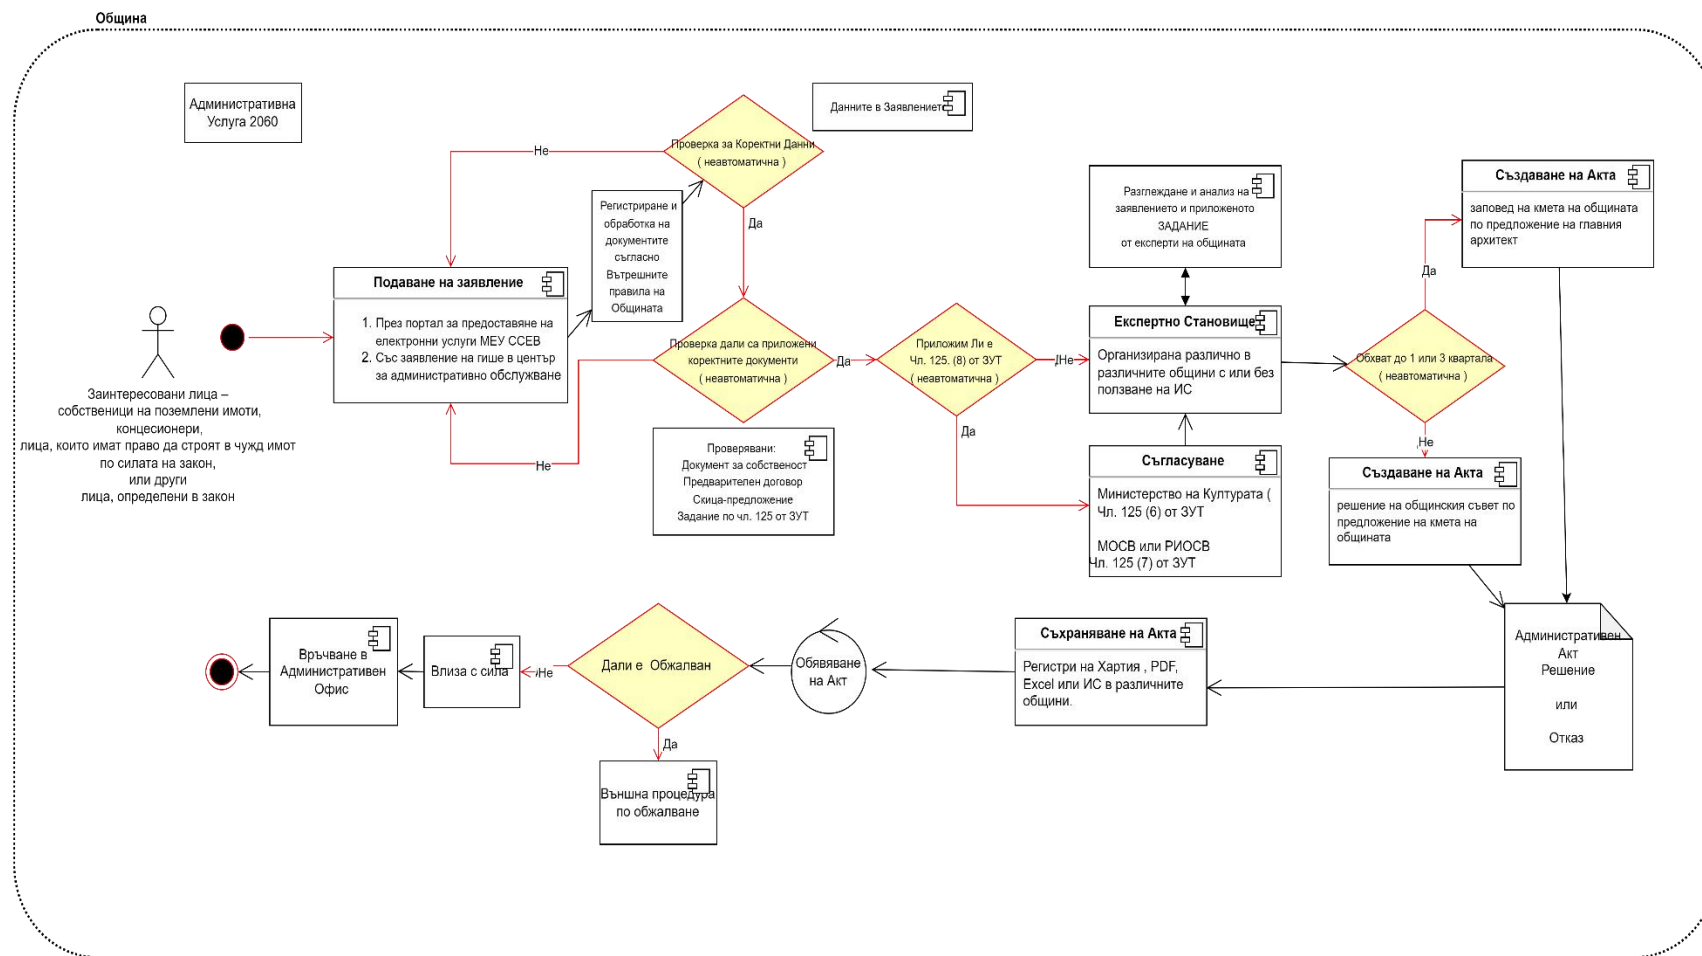 Община
Административна
Услуга 2060
Проверка за Коректни Данни
( неавтоматична )
Данните в Заявлението
Не
Да
Регистриране и
обработка на
документите
съгласно
Вътрешните
правила на
Общината
Подаване на заявление
1. През портал за предоставяне на
електронни услуги МЕУ ССЕВ
2. Със заявление на гише в център
за административно обслужване
Заинтересовани лица –
собственици на поземлени имоти,
концесионери,
лица, които имат право да строят в чужд имот
по силата на закон,
или други
лица, определени в закон
Проверка дали са приложени
коректните документи
( неавтоматична )
Да
Не
Проверявани:
Документ за собственост
Предварителен договор
Скица-предложение
Задание по чл. 125 от ЗУТ
Приложим Ли е
Чл. 125. (8) от ЗУТ
( неавтоматична )
Не
Да
Разглеждане и анализ на
заявлението и приложеното
ЗАДАНИЕ
от експерти на общината
Експертно Становище
Организирана различно в
различните общини с или без
ползване на ИС
Съгласуване
Министерство на Културата (
Чл. 125 (6) от ЗУТ
МОСВ или РИОСВ
Чл. 125 (7) от ЗУТ
Обхват до 1 или 3 квартала
( неавтоматична )
Да
Не
Създаване на Акта
заповед на кмета на общината
по предложение на главния
архитект
Създаване на Акта
решение на общинския съвет по
предложение на кмета на
общината
Административен
Акт
Решение
или
Отказ
Съхраняване на Акта
Регистри на Хартия , PDF,
Excel или ИС в различните
общини.
Обявяване
на Акт
Дали е Обжалван
Не
Да
Външна процедура
по обжалване
Влиза с сила
Връчване в
Административен
Офис